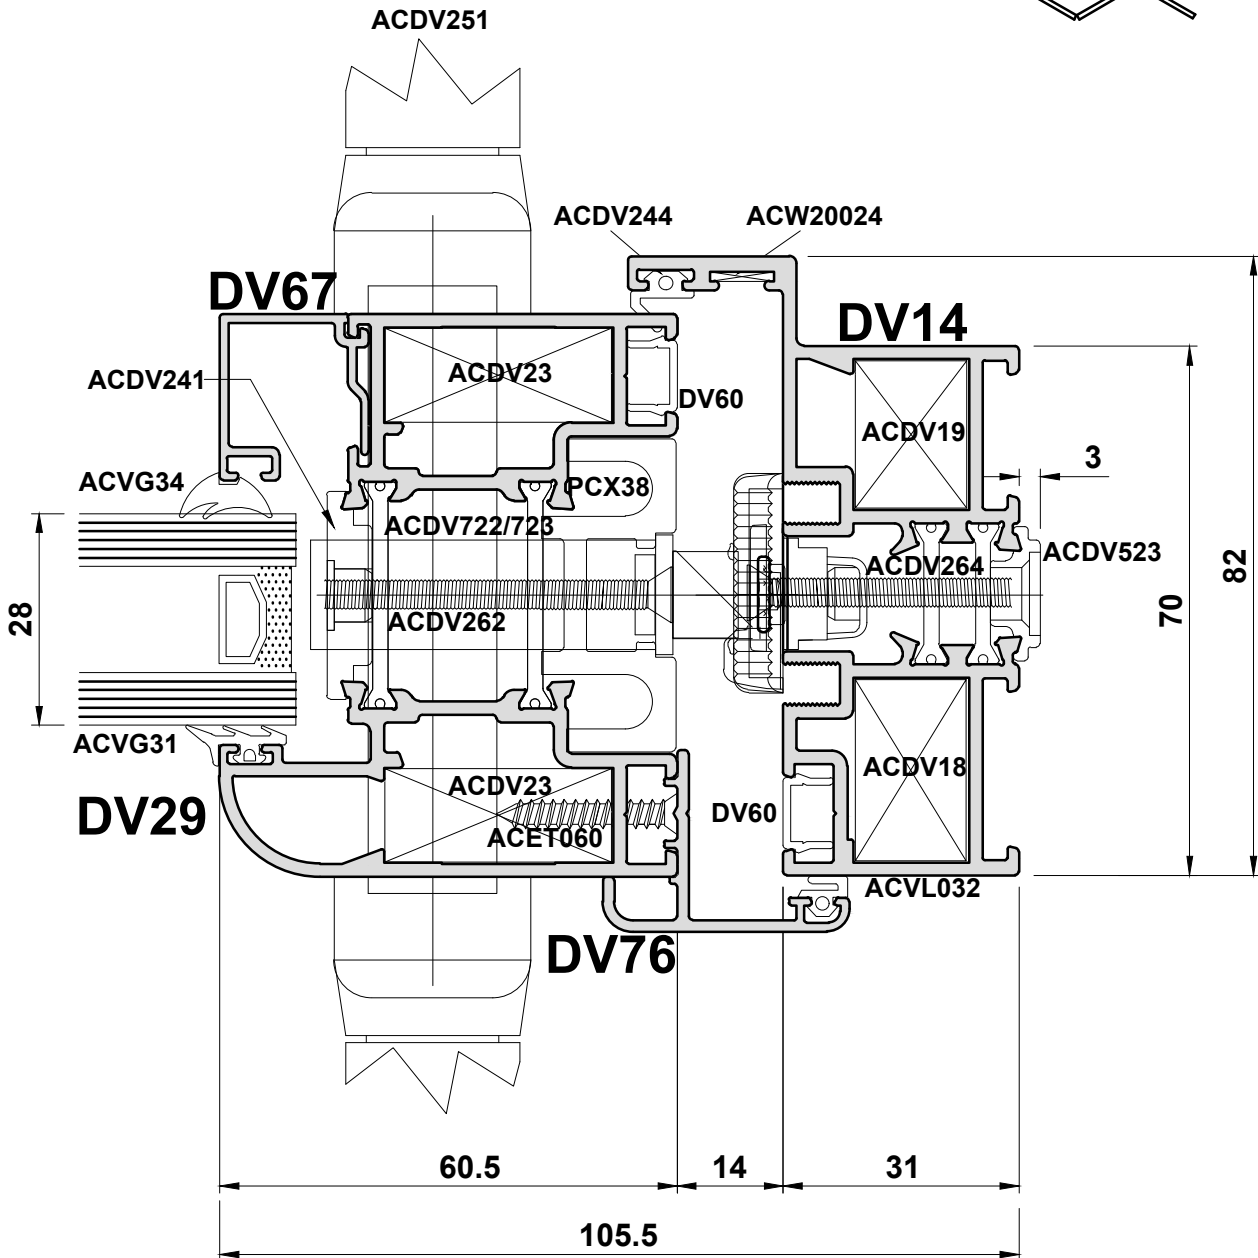 ACDV251
ACDV244
ACW20024
DV67
DV14
ACDV241
ACDV23
DV60
ACDV19
3
ACVG34
PCX38
ACDV722/723
ACDV264
ACDV523
82
28
ACDV262
70
ACVG31
ACDV23
ACDV18
DV29
DV60
ACET060
ACVL032
DV76
60.5
14
31
105.5